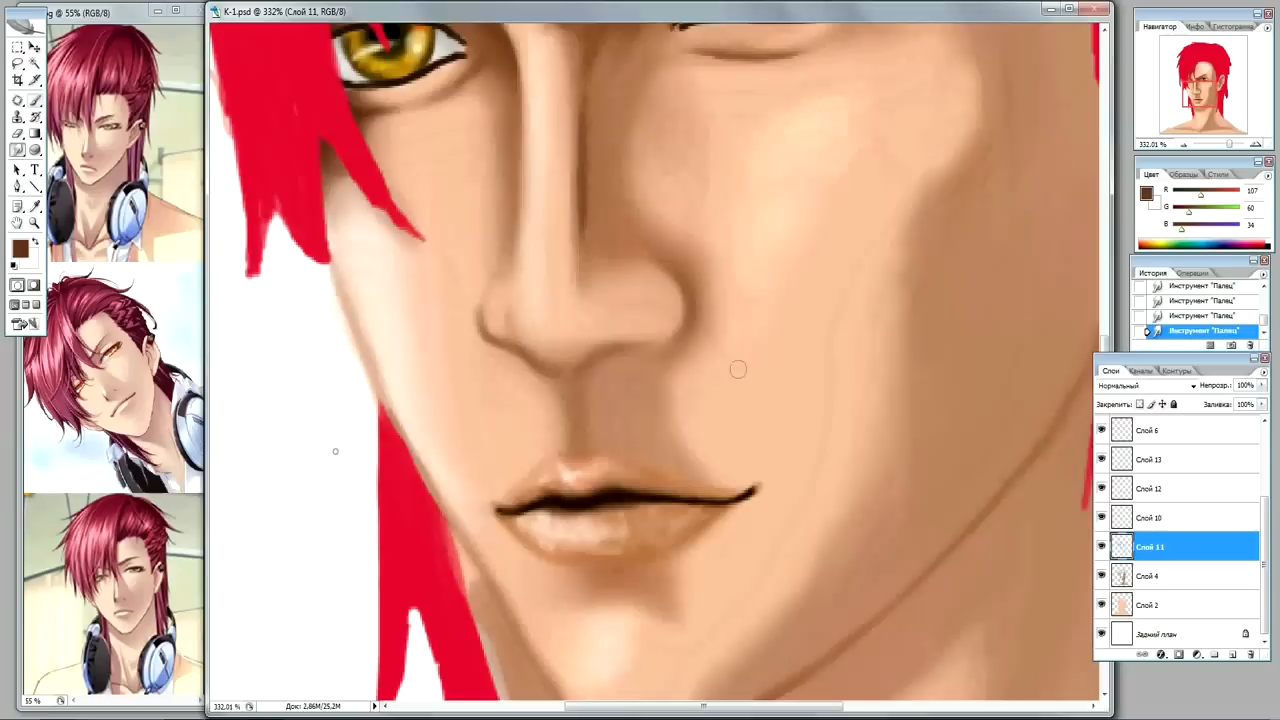 @ 55% (RGB/8)
K-1.psd @ 332% (Слой 11, RGB/8)
Навигатор
Инфо
Гистограмма
332.01 %
Цвет
Образцы
Стили
R 107
G 60
B 34
История
Операции
Инструмент "Палец"
Инструмент "Палец"
Инструмент "Палец"
Инструмент "Палец"
Слои
Каналы
Контуры
Нормальный
Непрозр.: 100%
Закрепить:
Заливка: 100%
Слой 6
Слой 13
Слой 12
Слой 10
Слой 11
Слой 4
Слой 2
Задний план
55 %
332.01 %
Док: 2,86M/25,2M